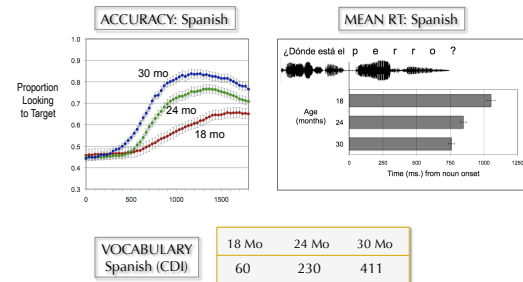 ACCURACY: Spanish
1.0
0.9
0.8
0.7
0.6
0.5
0.4
0.3
Proportion
Looking
to Target
30 mo
24 mo
18 mo
0 500 1000 1500
MEAN RT: Spanish
¿Dónde está el p e r r o ?
Age
(months)
18
24
30
0 250 500 750 1000 1250
Time (ms.) from noun onset
VOCABULARY
Spanish (CDI)
18 Mo 24 Mo 30 Mo
60 230 411